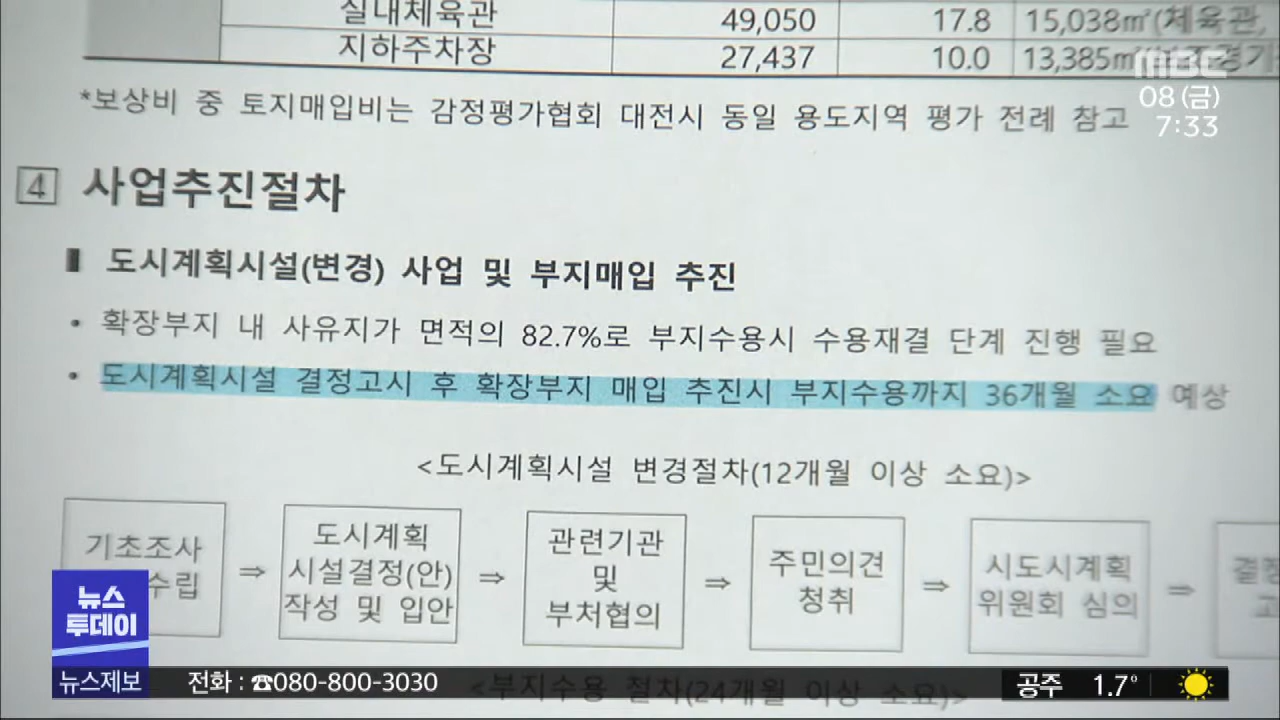 실내체육관 49,050 17.8 15,038㎡(체육관,
지하주차장 27,437 10.0 13,385㎡
MBC
08(금)
7:33
*보상비 중 토지매입비는 감정평가협회 대전시 동일 용도지역 평가 전례 참고
4 사업추진절차
▮ 도시계획시설(변경) 사업 및 부지매입 추진
• 확장부지 내 사유지가 면적의 82.7%로 부지수용시 수용재결 단계 진행 필요
• 도시계획시설 결정고시 후 확장부지 매입 추진시 부지수용까지 36개월 소요 예상
<도시계획시설 변경절차(12개월 이상 소요)>
기초조사
수립
⇒
도시계획
시설결정(안)
작성 및 입안
⇒
관련기관
및
부처협의
⇒
주민의견
청취
⇒
시도시계획
위원회 심의
⇒
<부지수용 절차(24개월 이상 소요)>
뉴스
투데이
뉴스제보 전화 : ☎080-800-3030
공주 1.7°